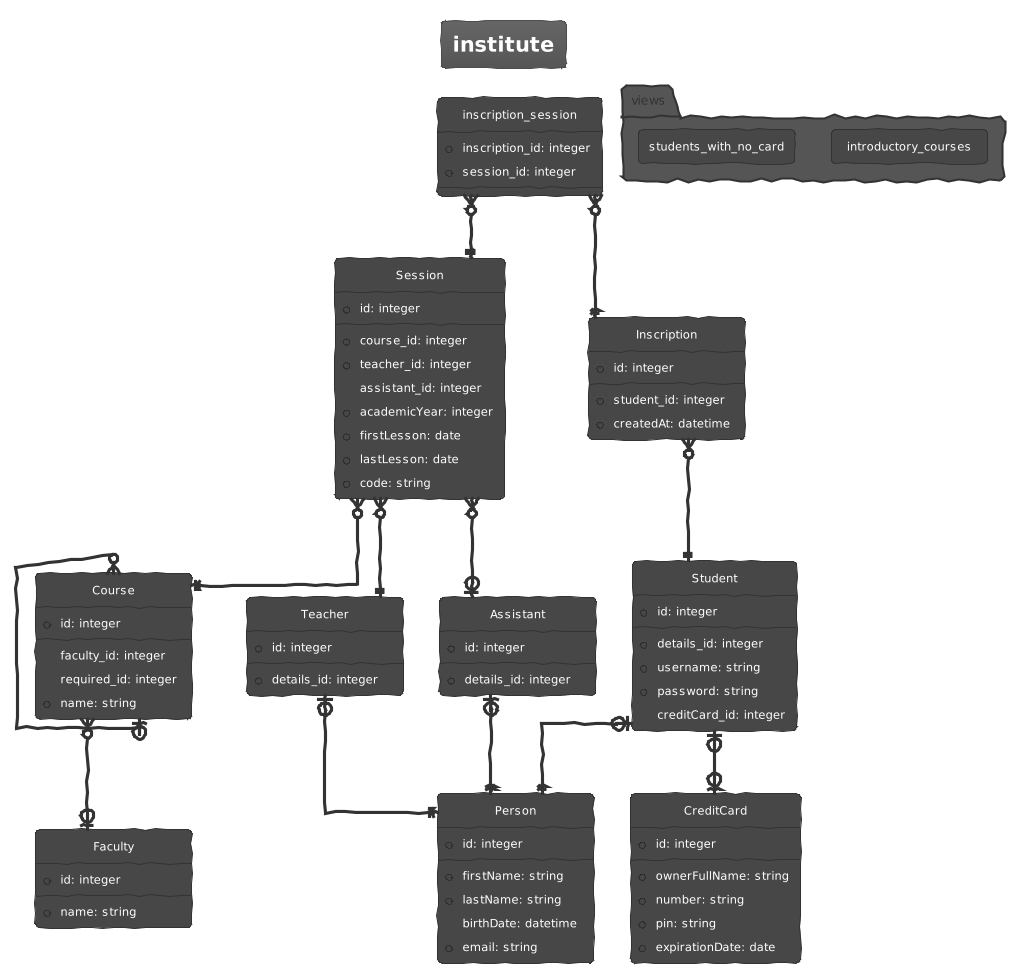 institute
inscription_session
inscription_id: integer
session_id: integer
views
students_with_no_card
introductory_courses
Session
id: integer
course_id: integer
teacher_id: integer
assistant_id: integer
academicYear: integer
firstLesson: date
lastLesson: date
code: string
Inscription
id: integer
student_id: integer
createdAt: datetime
Course
id: integer
faculty_id: integer
required_id: integer
name: string
Teacher
id: integer
details_id: integer
Assistant
id: integer
details_id: integer
Student
id: integer
details_id: integer
username: string
password: string
creditCard_id: integer
Faculty
id: integer
name: string
Person
id: integer
firstName: string
lastName: string
birthDate: datetime
email: string
CreditCard
id: integer
ownerFullName: string
number: string
pin: string
expirationDate: date